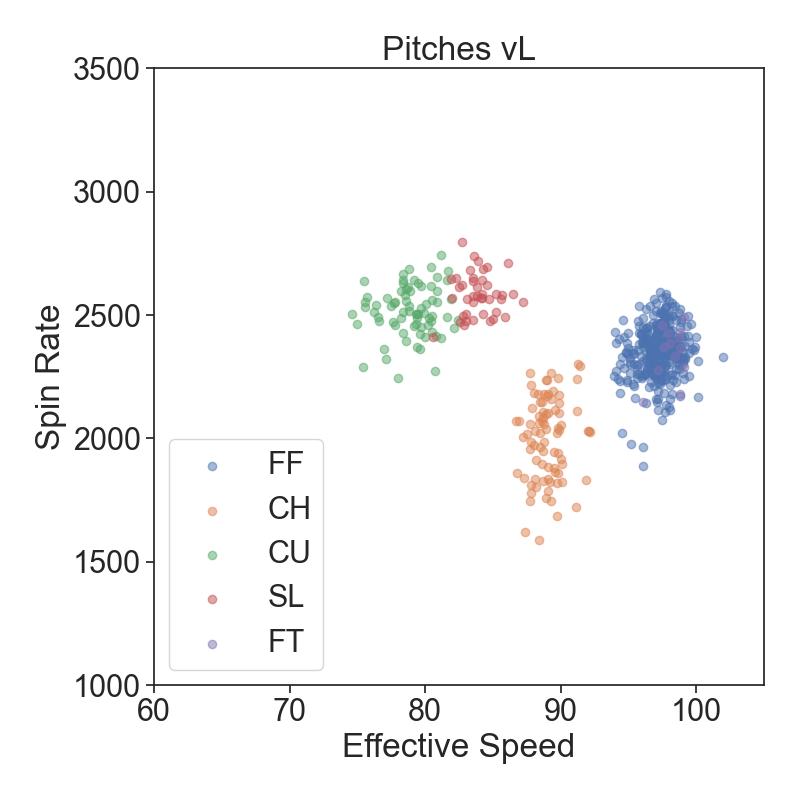 Pitches vL
3500
3000
2500
2000
1500
1000
Spin Rate
FF
CH
CU
SL
FT
60 70 80 90 100
Effective Speed